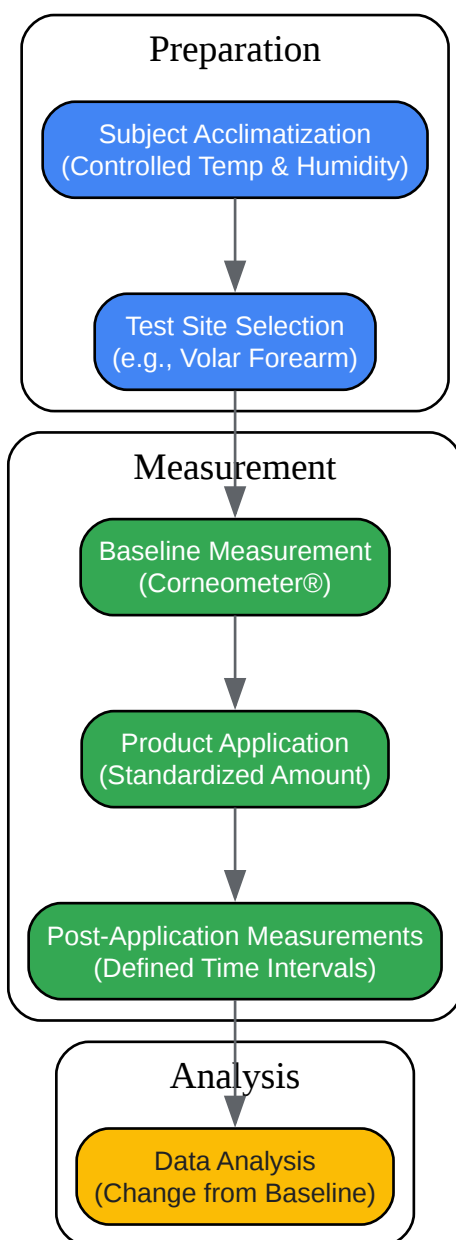 Preparation
Subject Acclimatization
(Controlled Temp & Humidity)
Test Site Selection
(e.g., Volar Forearm)
Measurement
Baseline Measurement
(Corneometer®)
Product Application
(Standardized Amount)
Post-Application Measurements
(Defined Time Intervals)
Analysis
Data Analysis
(Change from Baseline)